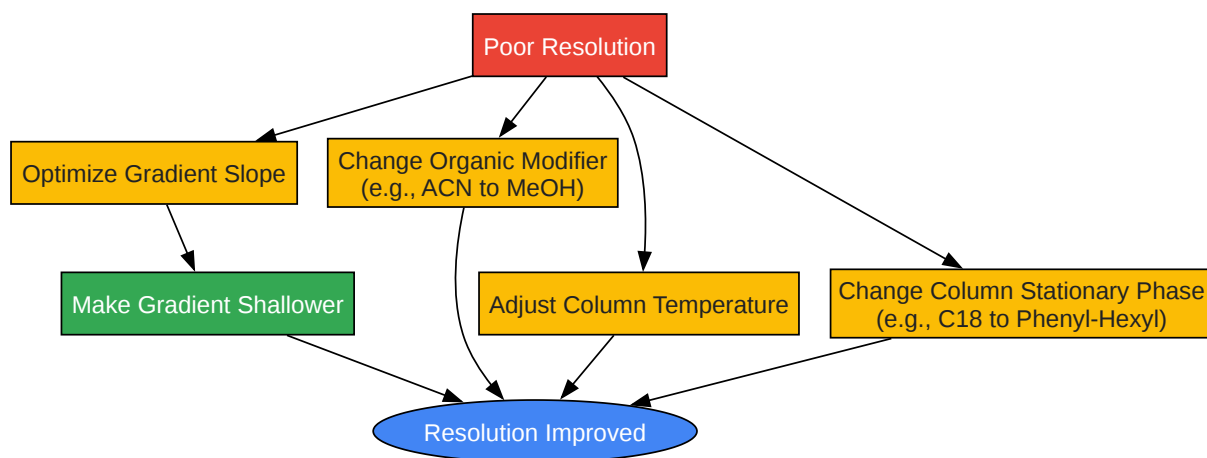 Poor Resolution
Optimize Gradient Slope
Change Organic Modifier
(e.g., ACN to MeOH)
Make Gradient Shallower
Adjust Column Temperature
Change Column Stationary Phase
(e.g., C18 to Phenyl-Hexyl)
Resolution Improved